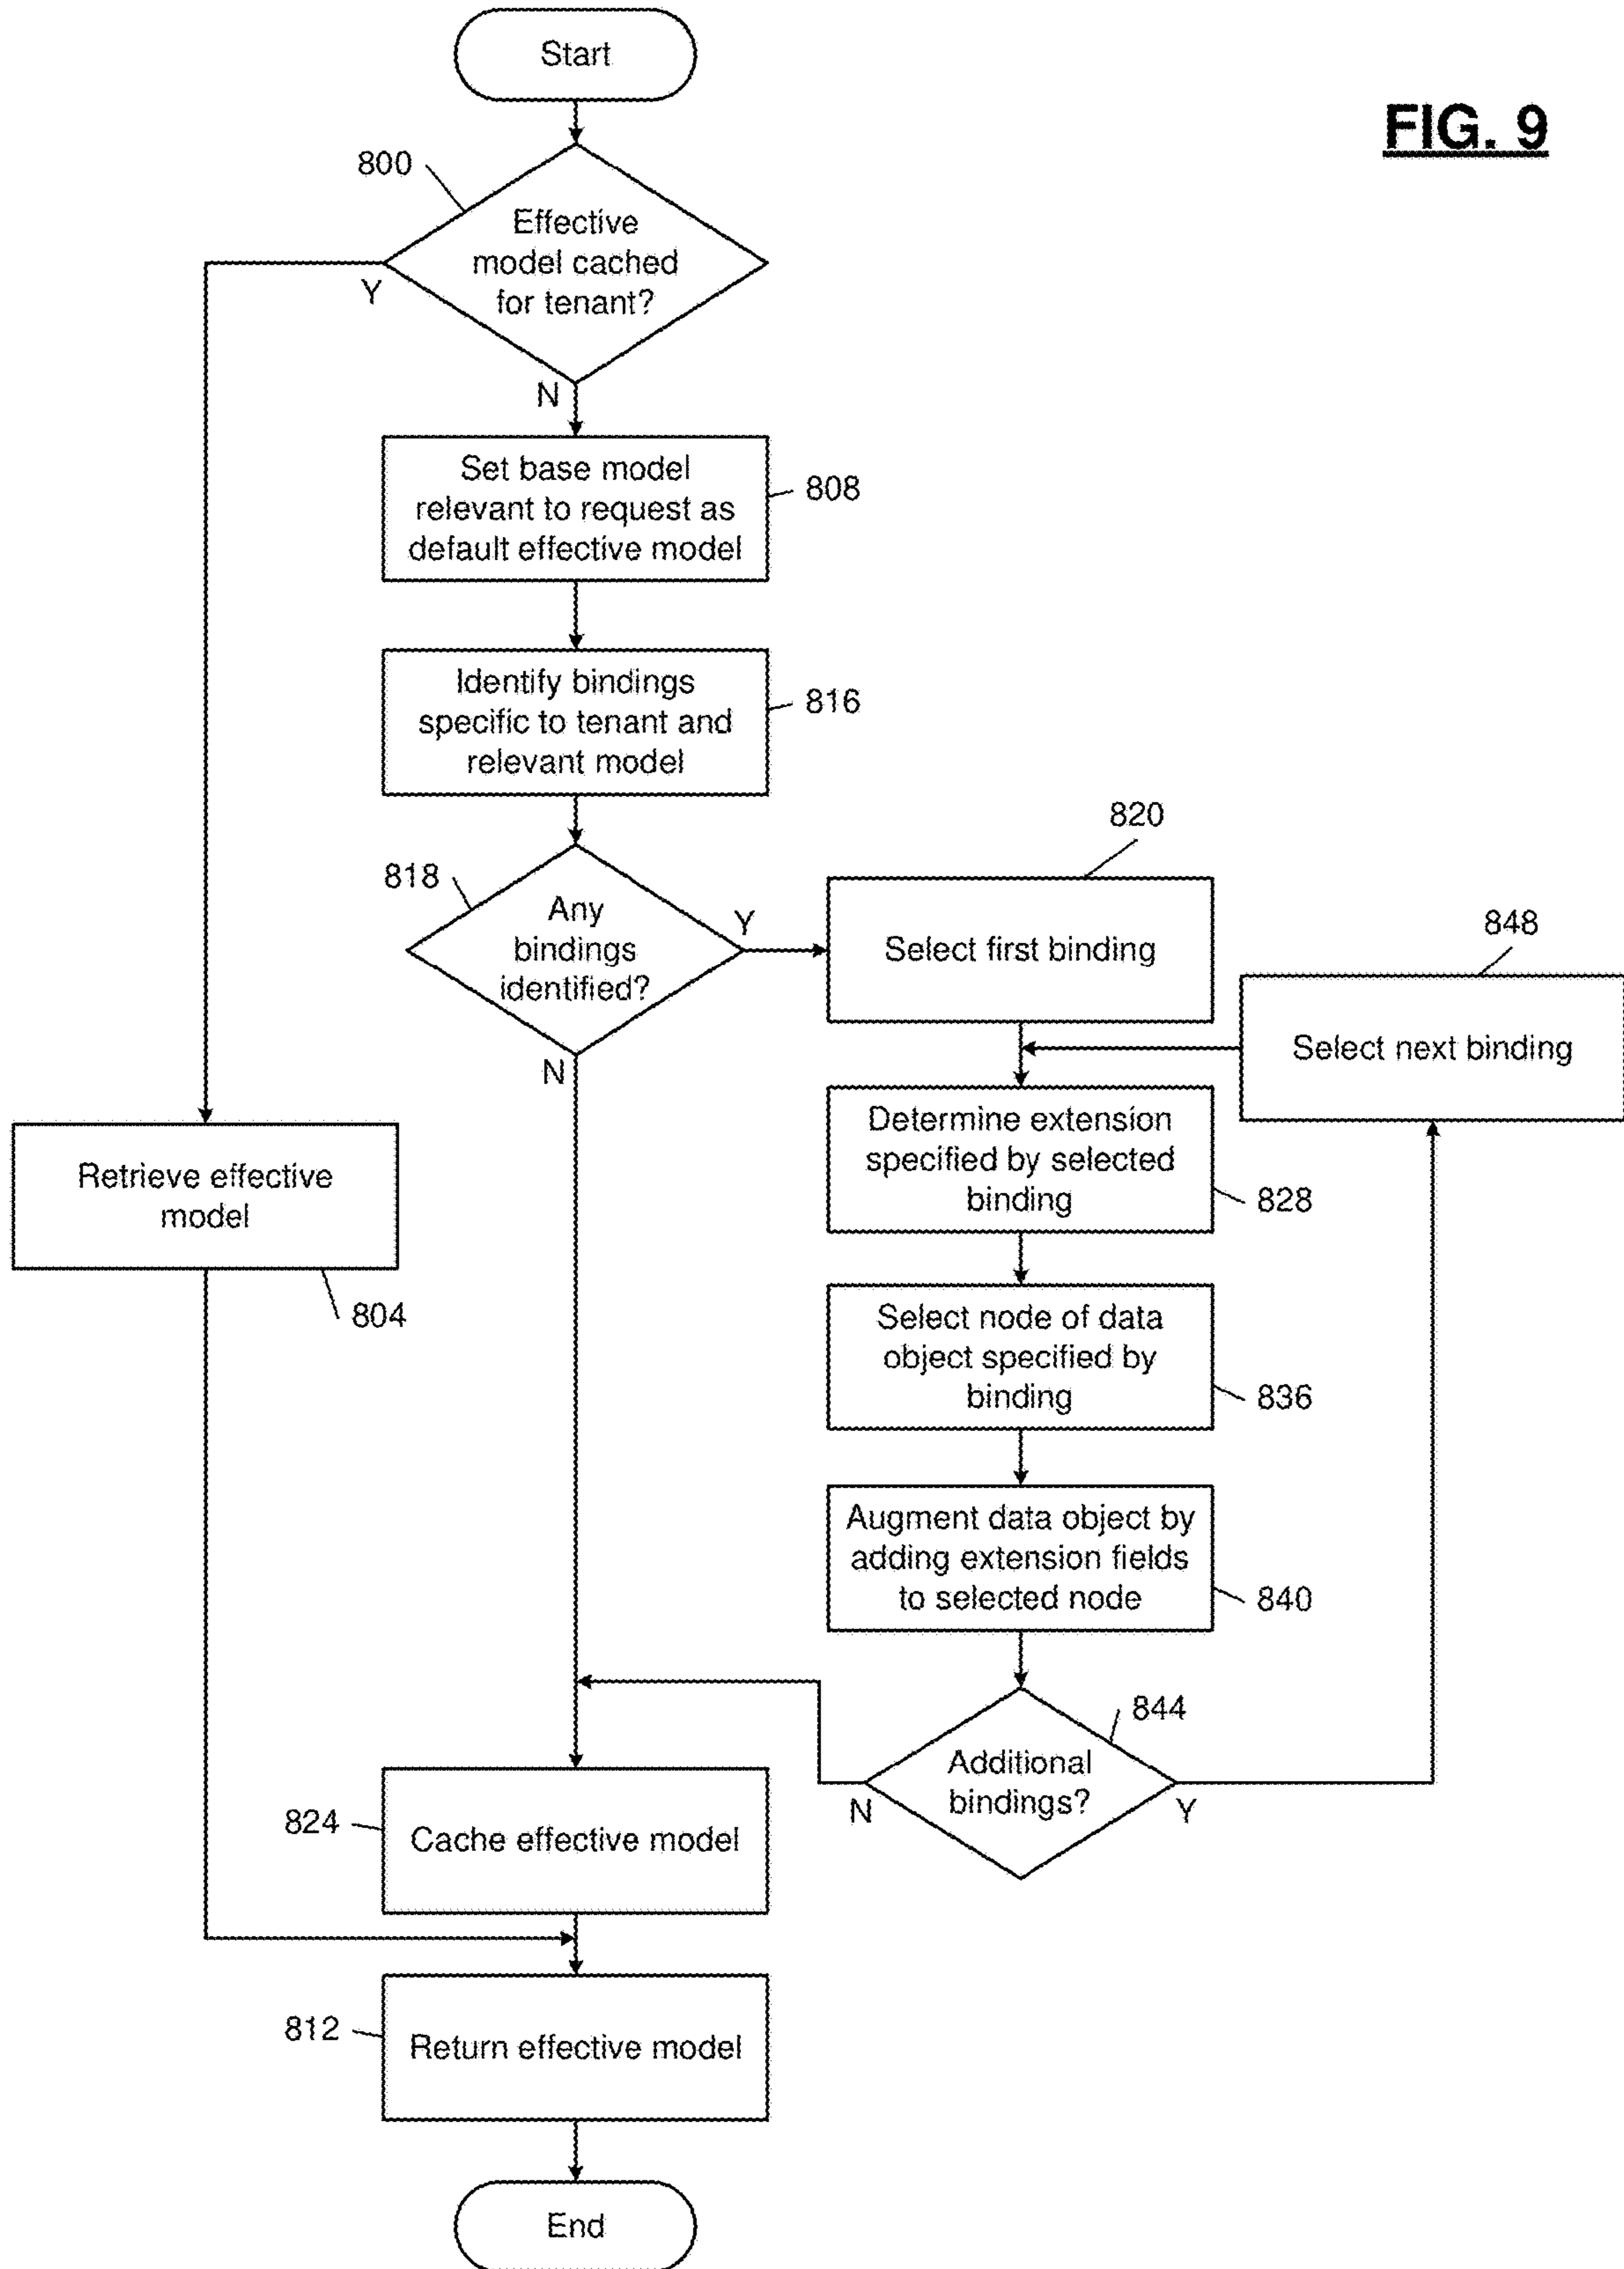 Start
FIG. 9
800
Effective
model cached
for tenant?
Y
N
Set base model
relevant to request as
default effective model
808
Identify bindings
specific to tenant and
relevant model
816
820
818
Any
bindings
identified?
Y
N
Select first binding
848
Select next binding
Determine extension
specified by selected
binding
828
Retrieve effective
model
804
Select node of data
object specified by
binding
836
Augment data object by
adding extension fields
to selected node
840
844
Additional
bindings?
N
Y
824
Cache effective model
812
Return effective model
End